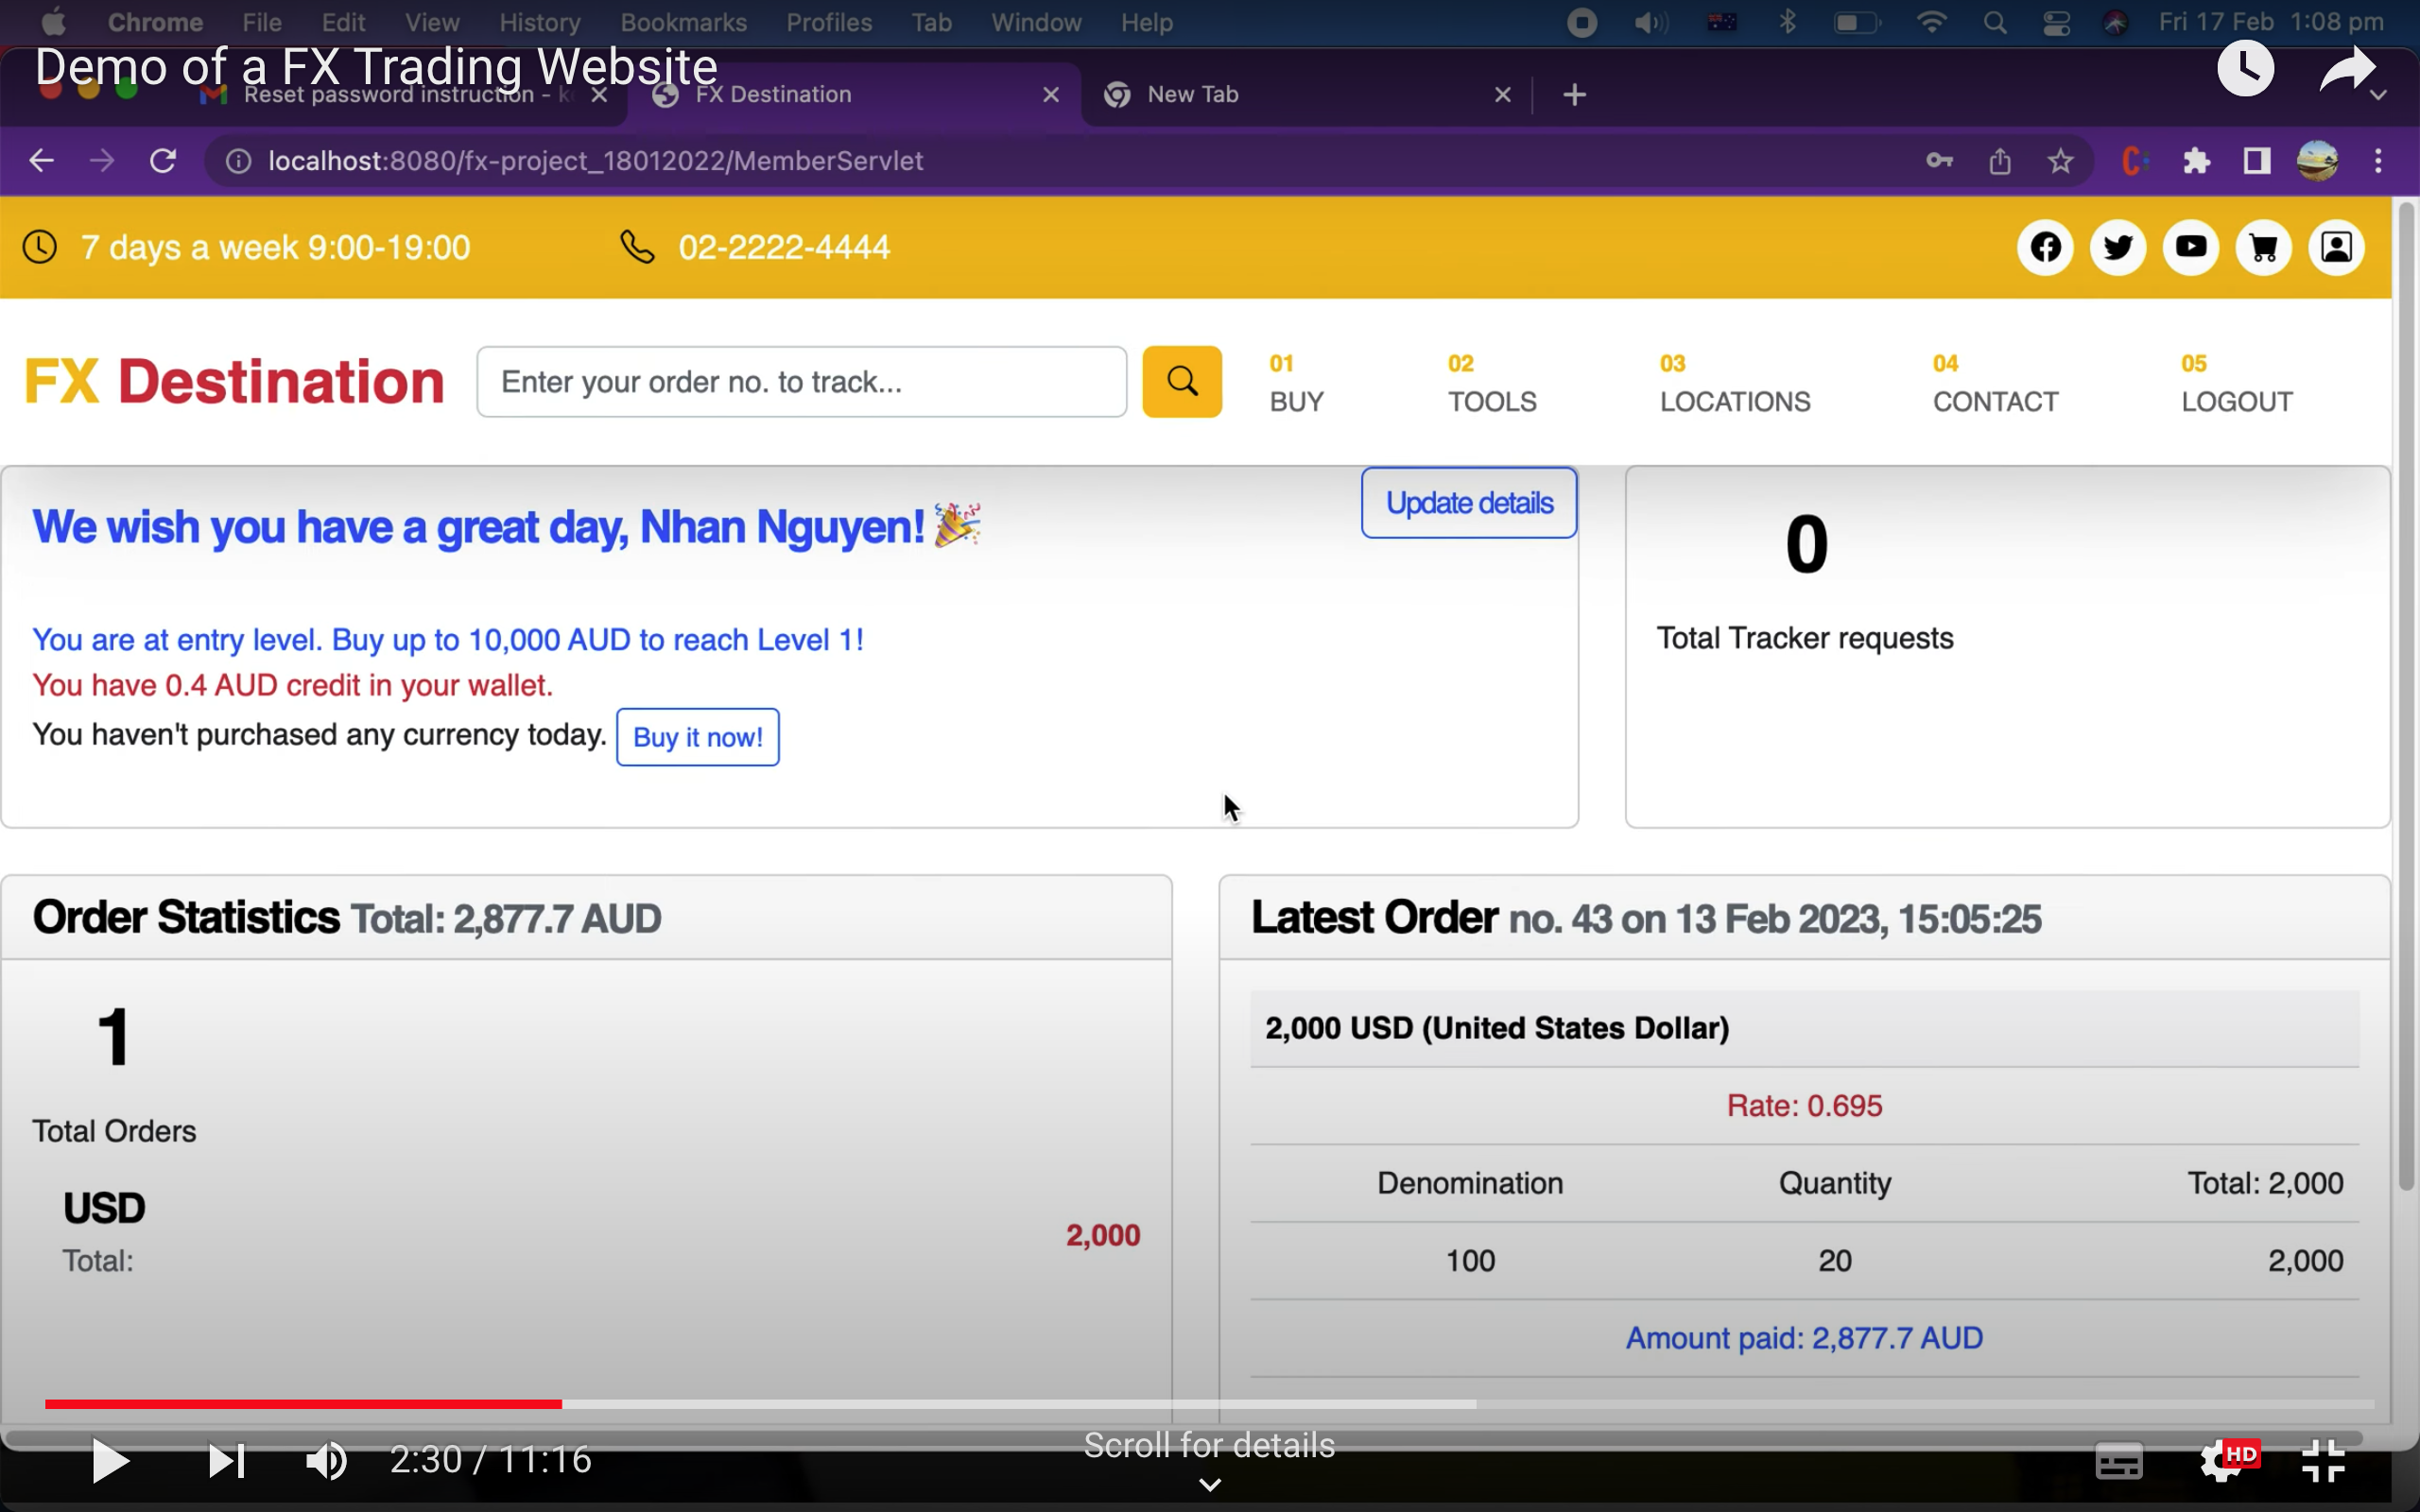 Chrome File Edit View History Bookmarks Profiles Tab Window Help Fri 17 Feb 1:08 pm
Demo of a FX Trading Website
Reset password instruction - FX Destination New Tab
localhost:8080/fx-project_18012022/MemberServlet
7 days a week 9:00-19:00 02-2222-4444
FX Destination Enter your order no. to track...
01 02 03 04 05
BUY TOOLS LOCATIONS CONTACT LOGOUT
We wish you have a great day, Nhan Nguyen!🎉
Update details
You are at entry level. Buy up to 10,000 AUD to reach Level 1!
You have 0.4 AUD credit in your wallet.
You haven't purchased any currency today. Buy it now!
0
Total Tracker requests
Order Statistics Total: 2,877.7 AUD
1
Total Orders
USD
Total:
2,000
Latest Order no. 43 on 13 Feb 2023, 15:05:25
2,000 USD (United States Dollar)
Rate: 0.695
Denomination Quantity Total: 2,000
100 20 2,000
Amount paid: 2,877.7 AUD
2:30 / 11:16
Scroll for details
HD